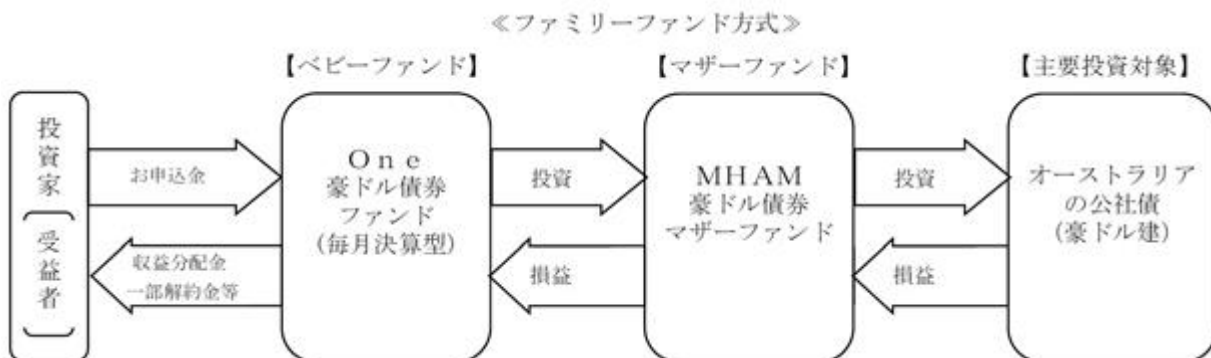 ≪ファミリーファンド方式≫
【ベビーファンド】
【マザーファンド】
【主要投資対象】
投資家
(受益者)
お申込金
収益分配金
一部解約金等
Ｏｎｅ
豪ドル債券
ファンド
(毎月決算型)
投資
損益
ＭＨＡＭ
豪ドル債券
マザーファンド
投資
損益
オーストラリア
の公社債
(豪ドル建)